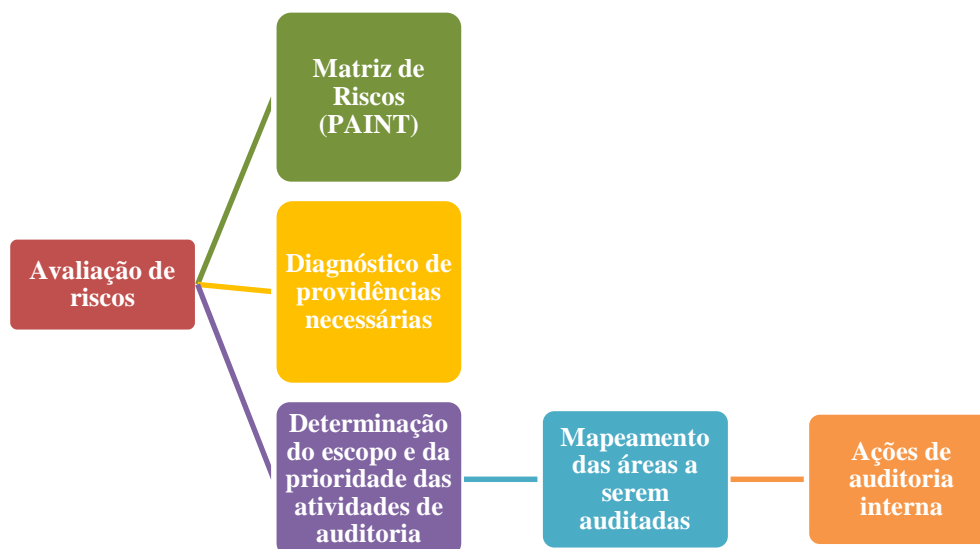 Matriz de
Riscos
(PAINT)
Avaliação de
riscos
Diagnóstico de
providências
necessárias
Determinação
do escopo e da
prioridade das
atividades de
auditoria
Mapeamento
das áreas a
serem
auditadas
Ações de
auditoria
interna